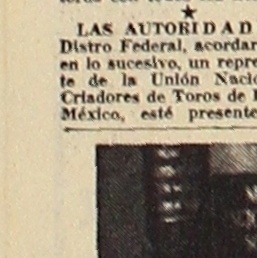 ★
LAS AUTORIDAD
Distro Federal, acordar
en lo sucesivo, un repre
te de la Unión Nacio
Criadores de Toros de
México, esté presente